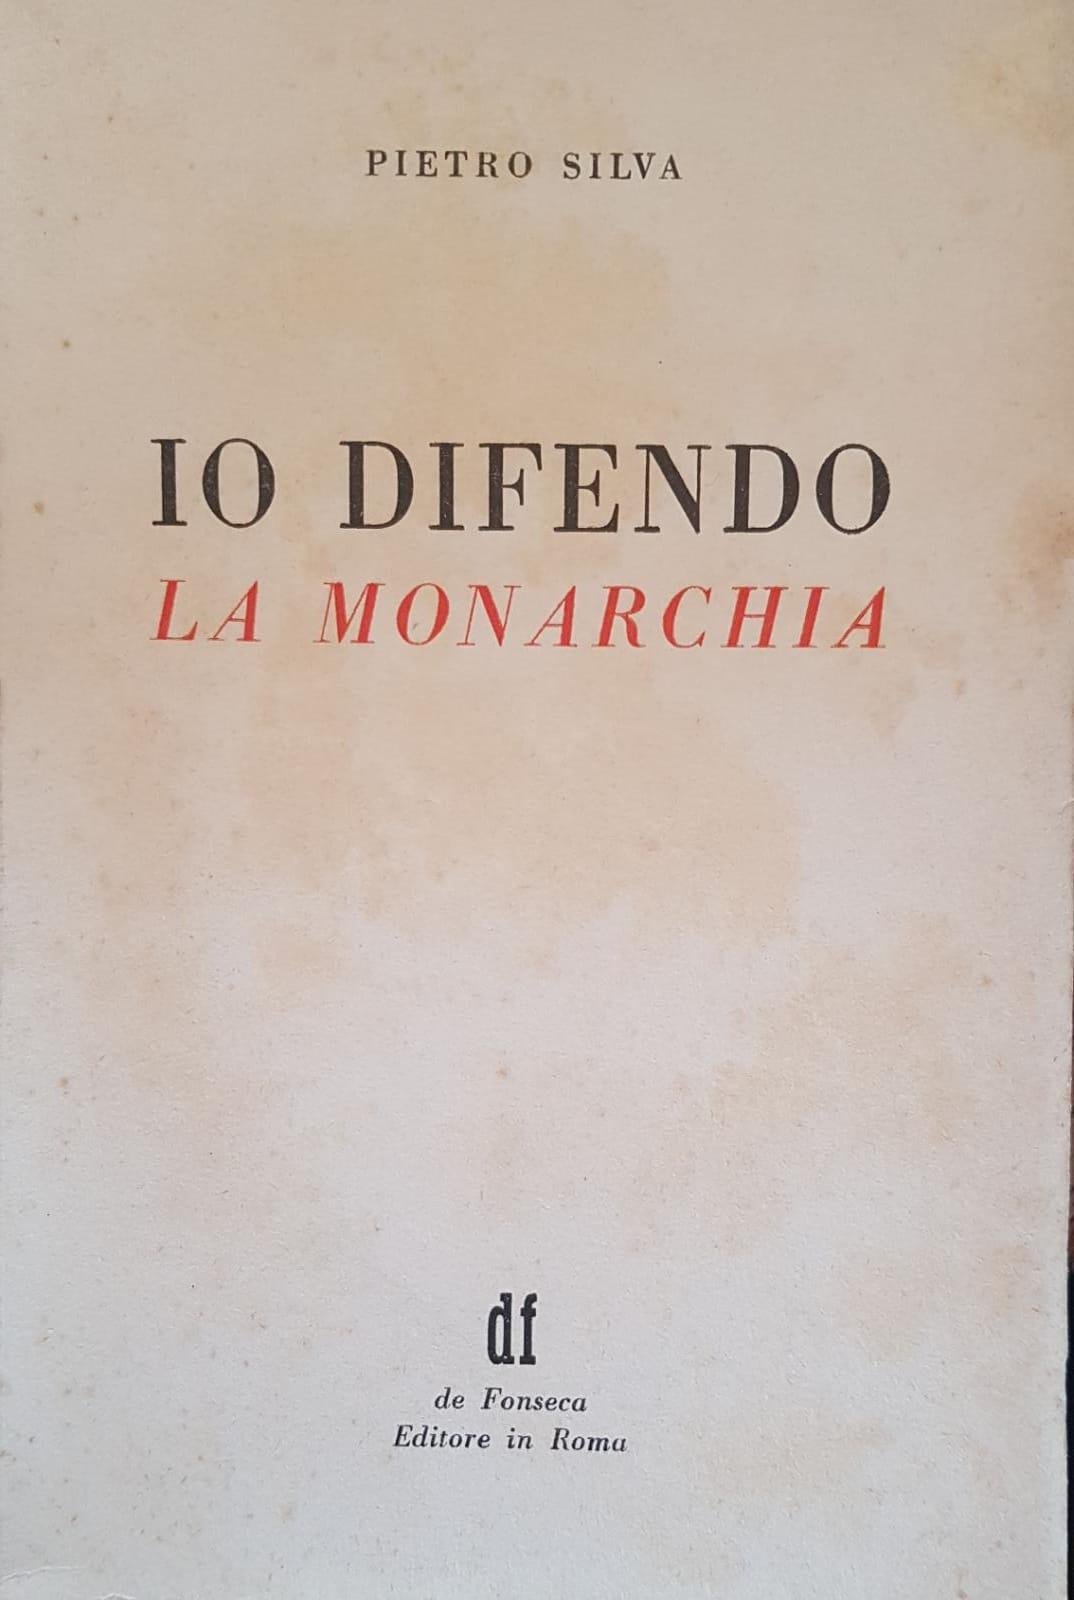 PIETRO SILVA
IO DIFENDO
LA MONARCHIA
df
de Fonseca
Editore in Roma